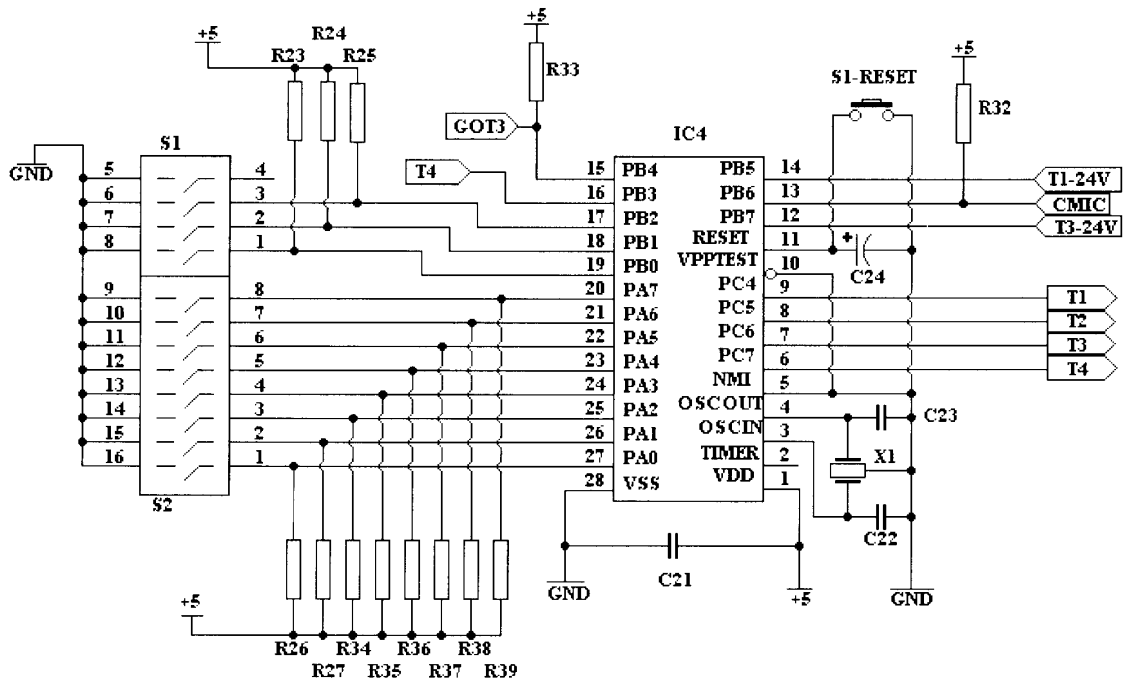 +5
+5
+5
R23
R24
R25
R33
S1-RESET
R32
GOT3
IC4
GND
S1
T4
5 4
6 3
7 2
8 1
9 8
10 7
11 6
12 5
13 4
14 3
15 2
16 1
S2
15 PB4 PB5 14
16 PB3 PB6 13
17 PB2 PB7 12
18 PB1 RESET 11
19 PB0 VPPTEST 10
20 PA7 PC4 9
21 PA6 PC5 8
22 PA5 PC6 7
23 PA4 PC7 6
24 PA3 NMI 5
25 PA2 OSCOUT 4
26 PA1 OSCIN 3
27 PA0 TIMER 2
28 VSS VDD 1
T1-24V
CMIC
T3-24V
+
C24
T1
T2
T3
T4
C23
X1
C22
C21
GND
+5
GND
+5
R26
R27
R34
R35
R36
R37
R38
R39